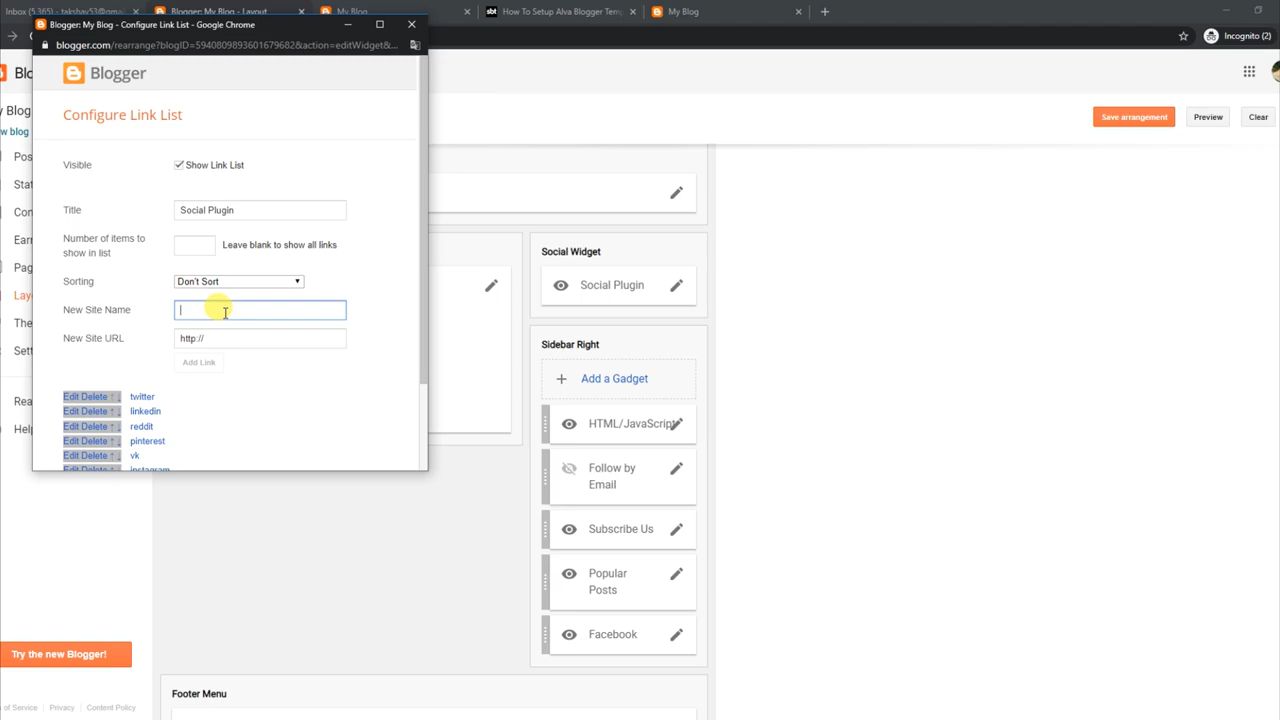 Inbox (5,365) - takshay53@gmai
Blogger: My Blog - Layout
My Blog
sbt How To Setup Alva Blogger Temp
My Blog
Blogger: My Blog - Configure Link List - Google Chrome
blogger.com/rearrange?blogID=5940809893601679682&action=editWidget&...
Incognito (2)
Blogger
Configure Link List
Visible
Show Link List
Title
Social Plugin
Number of items to
show in list
Leave blank to show all links
Sorting
Don't Sort
New Site Name
New Site URL
http://
Add Link
Edit Delete ↑ ↓ twitter
Edit Delete ↑ ↓ linkedin
Edit Delete ↑ ↓ reddit
Edit Delete ↑ ↓ pinterest
Edit Delete ↑ ↓ vk
Edit Delete ↑ ↓ instagram
Blo
y Blog
w blog
Pos
Stat
Con
Earn
Pag
Layo
The
Sett
Rea
Help
Try the new Blogger!
of Service | Privacy | Content Policy
Save arrangement
Preview
Clear
Social Widget
Social Plugin
Sidebar Right
+ Add a Gadget
HTML/JavaScript
Follow by
Email
Subscribe Us
Popular
Posts
Facebook
Footer Menu